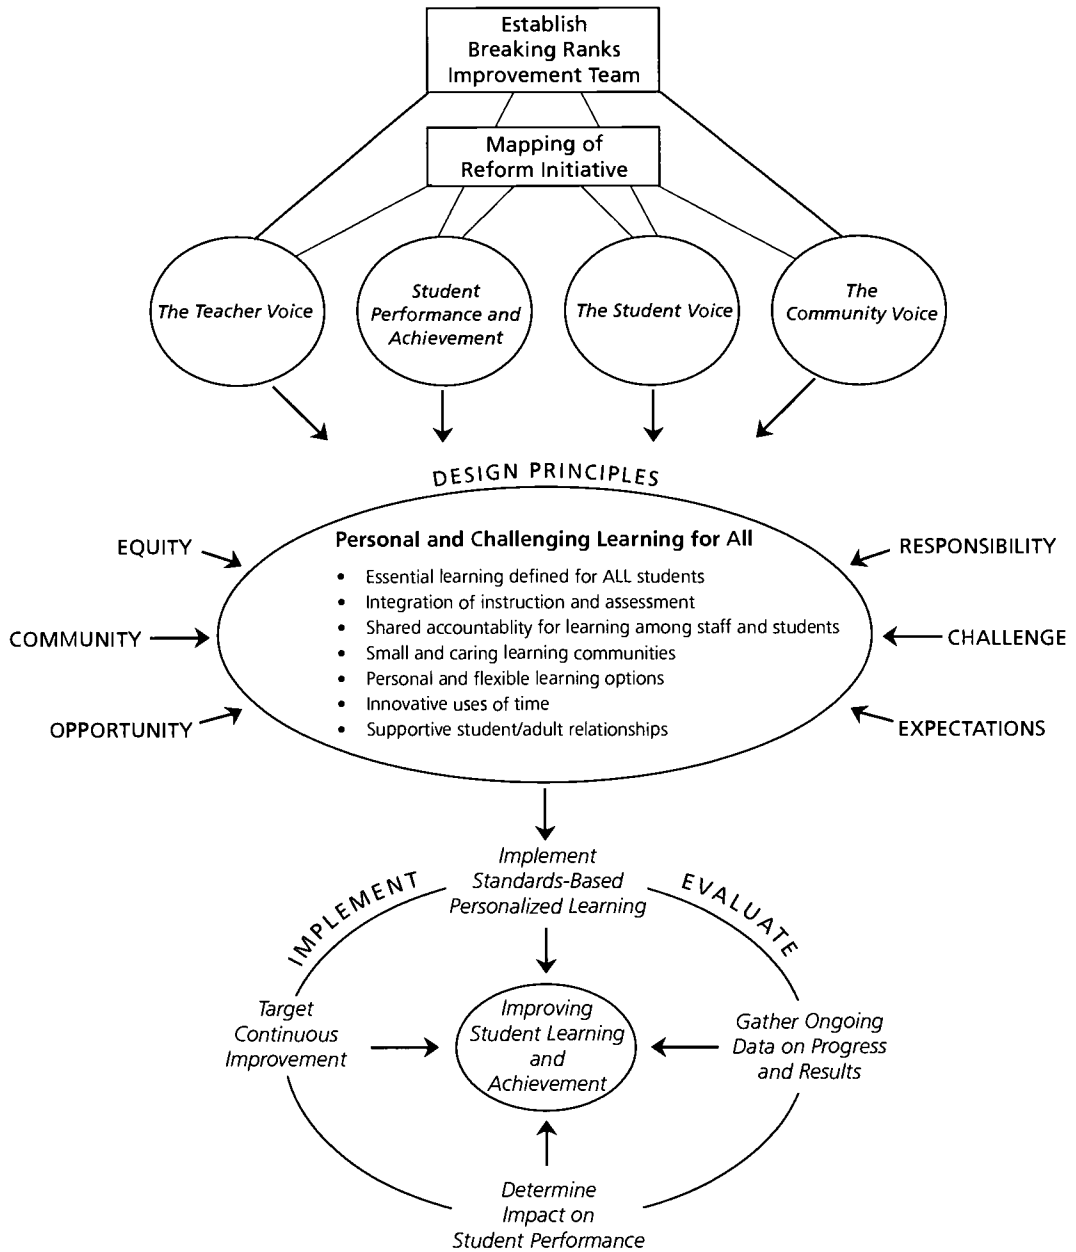 Establish
Breaking Ranks
Improvement Team
Mapping of
Reform Initiative
The Teacher Voice
Student
Performance and
Achievement
The Student Voice
The
Community Voice
DESIGN PRINCIPLES
Personal and Challenging Learning for All
• Essential learning defined for ALL students
• Integration of instruction and assessment
• Shared accountablity for learning among staff and students
• Small and caring learning communities
• Personal and flexible learning options
• Innovative uses of time
• Supportive student/adult relationships
EQUITY
COMMUNITY
OPPORTUNITY
RESPONSIBILITY
CHALLENGE
EXPECTATIONS
Implement
Standards-Based
Personalized Learning
IMPLEMENT
EVALUATE
Target
Continuous
Improvement
Improving
Student Learning
and
Achievement
Gather Ongoing
Data on Progress
and Results
Determine
Impact on
Student Performance